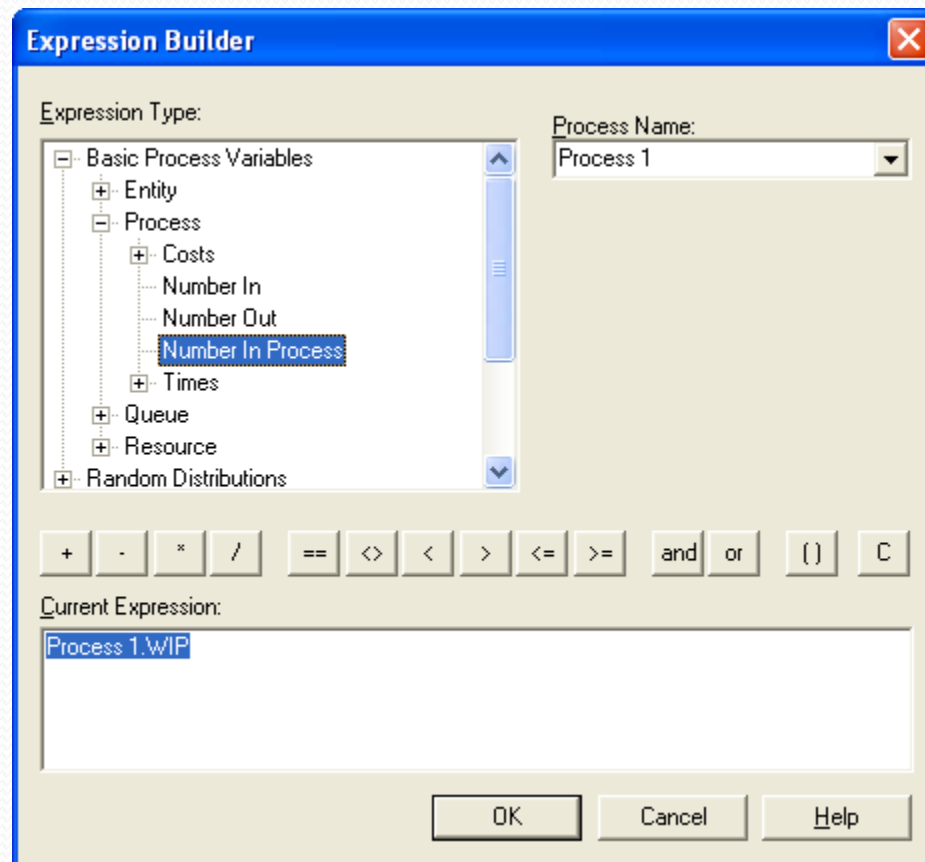 Expression Builder
Expression Type:
Process Name:
Basic Process Variables
Process 1
Entity
Process
Costs
Number In
Number Out
Number In Process
Times
Queue
Resource
Random Distributions
+ - * / == <> < > <= >= and or () C
Current Expression:
Process 1.WIP
OK Cancel Help